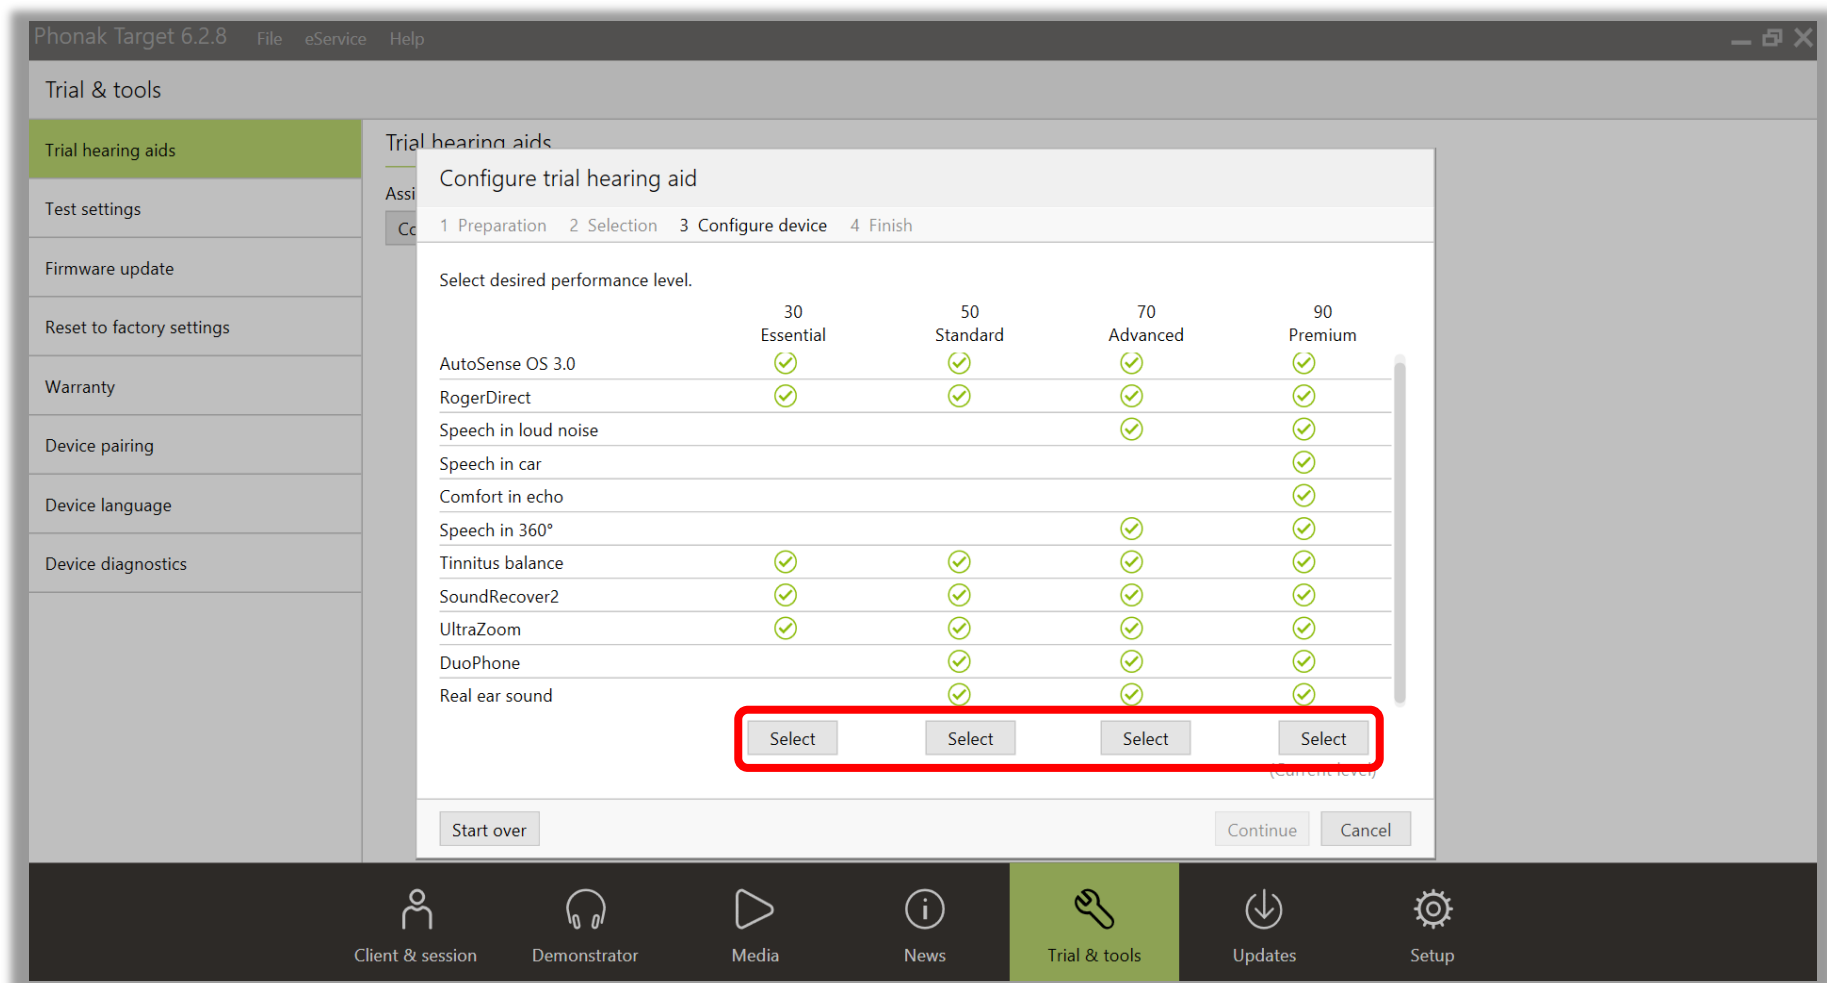 Phonak Target 6.2.8 File eService Help
Trial & tools
Trial hearing aids
Test settings
Firmware update
Reset to factory settings
Warranty
Device pairing
Device language
Device diagnostics
Trial hearing aids
Assi
Co
Configure trial hearing aid
1 Preparation 2 Selection 3 Configure device 4 Finish
Select desired performance level.
30 50 70 90
Essential Standard Advanced Premium
AutoSense OS 3.0
RogerDirect
Speech in loud noise
Speech in car
Comfort in echo
Speech in 360°
Tinnitus balance
SoundRecover2
UltraZoom
DuoPhone
Real ear sound
Select Select Select Select
(Current level)
Start over Continue Cancel
Client & session Demonstrator Media News Trial & tools Updates Setup